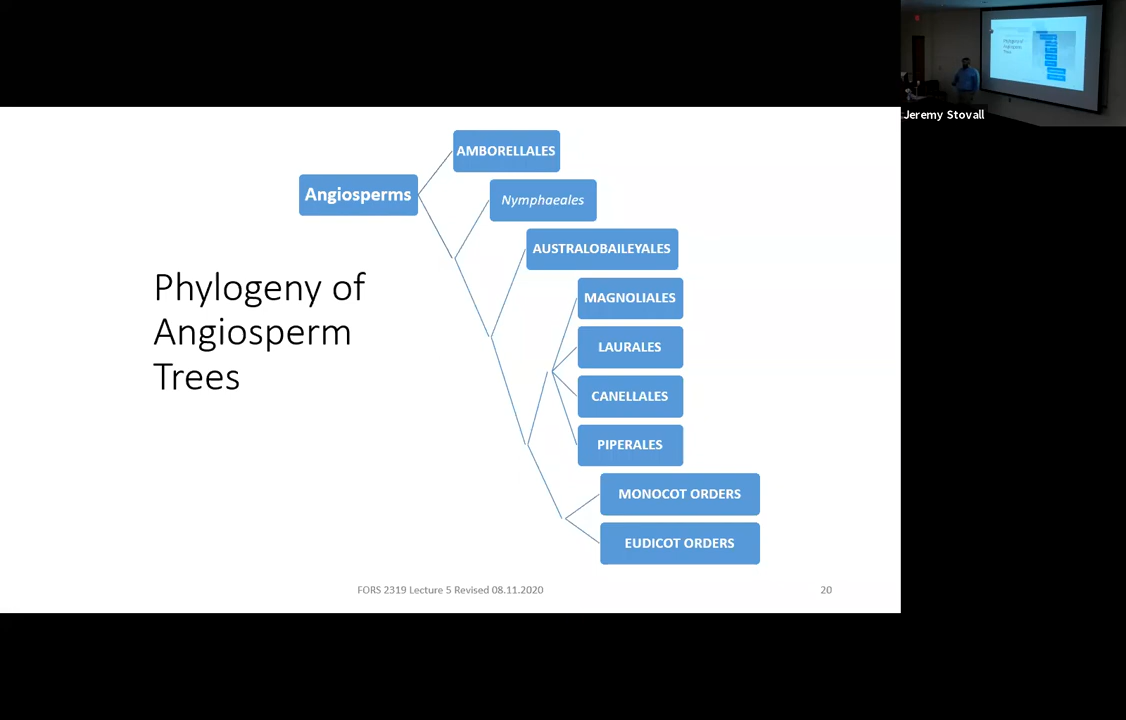 AMBORELLALES
Angiosperms
Nymphaeales
AUSTRALOBAILEYALES
MAGNOLIALES
LAURALES
CANELLALES
PIPERALES
MONOCOT ORDERS
EUDICOT ORDERS
Phylogeny of
Angiosperm
Trees
FORS 2319 Lecture 5 Revised 08.11.2020
20
Jeremy Stovall